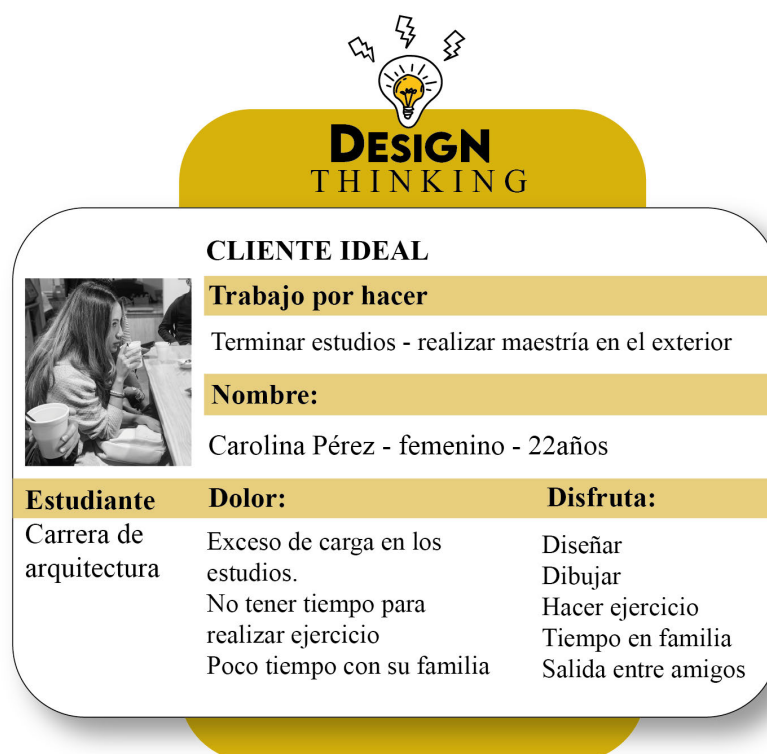 DESIGN
THINKING
CLIENTE IDEAL
Trabajo por hacer
Terminar estudios - realizar maestría en el exterior
Nombre:
Carolina Pérez - femenino - 22años
Estudiante
Carrera de
arquitectura
Dolor:
Exceso de carga en los
estudios.
No tener tiempo para
realizar ejercicio
Poco tiempo con su familia
Disfruta:
Diseñar
Dibujar
Hacer ejercicio
Tiempo en familia
Salida entre amigos